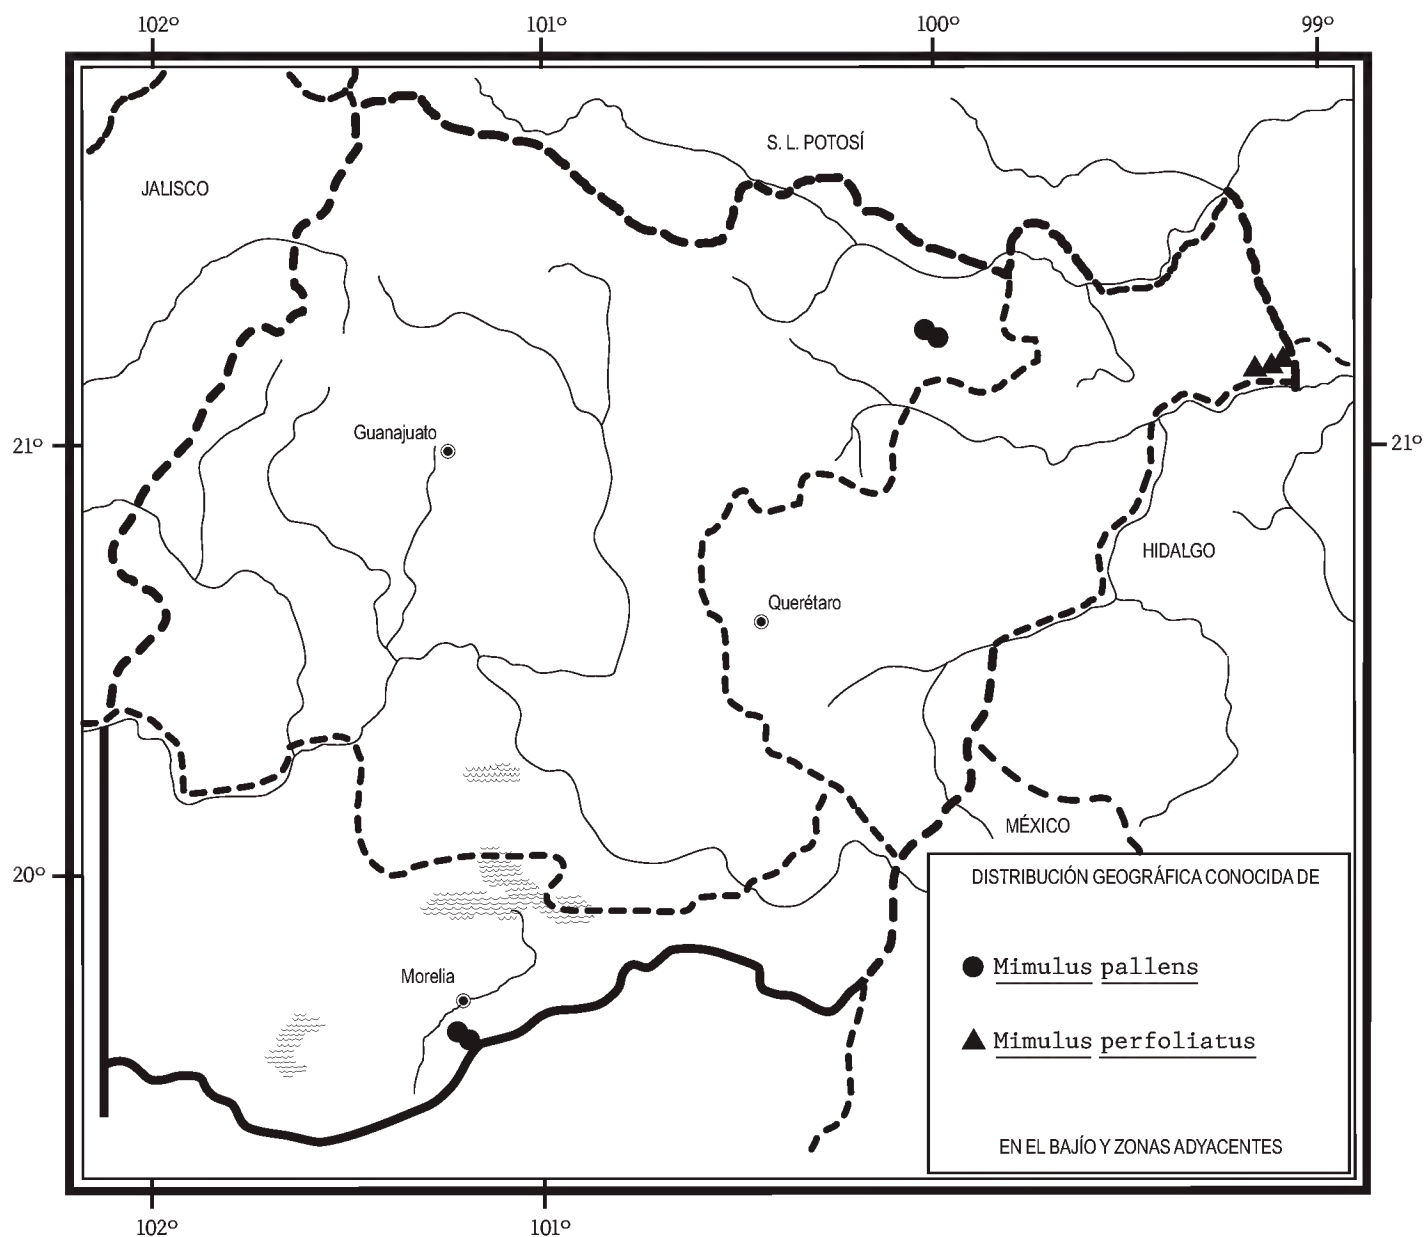 102º 101º 100º 99º
S. L. POTOSÍ
JALISCO
Guanajuato
21º 21º
HIDALGO
Querétaro
MÉXICO
20º
DISTRIBUCIÓN GEOGRÁFICA CONOCIDA DE
Mimulus pallens
Morelia
Mimulus perfoliatus
EN EL BAJÍO Y ZONAS ADYACENTES
102º 101º